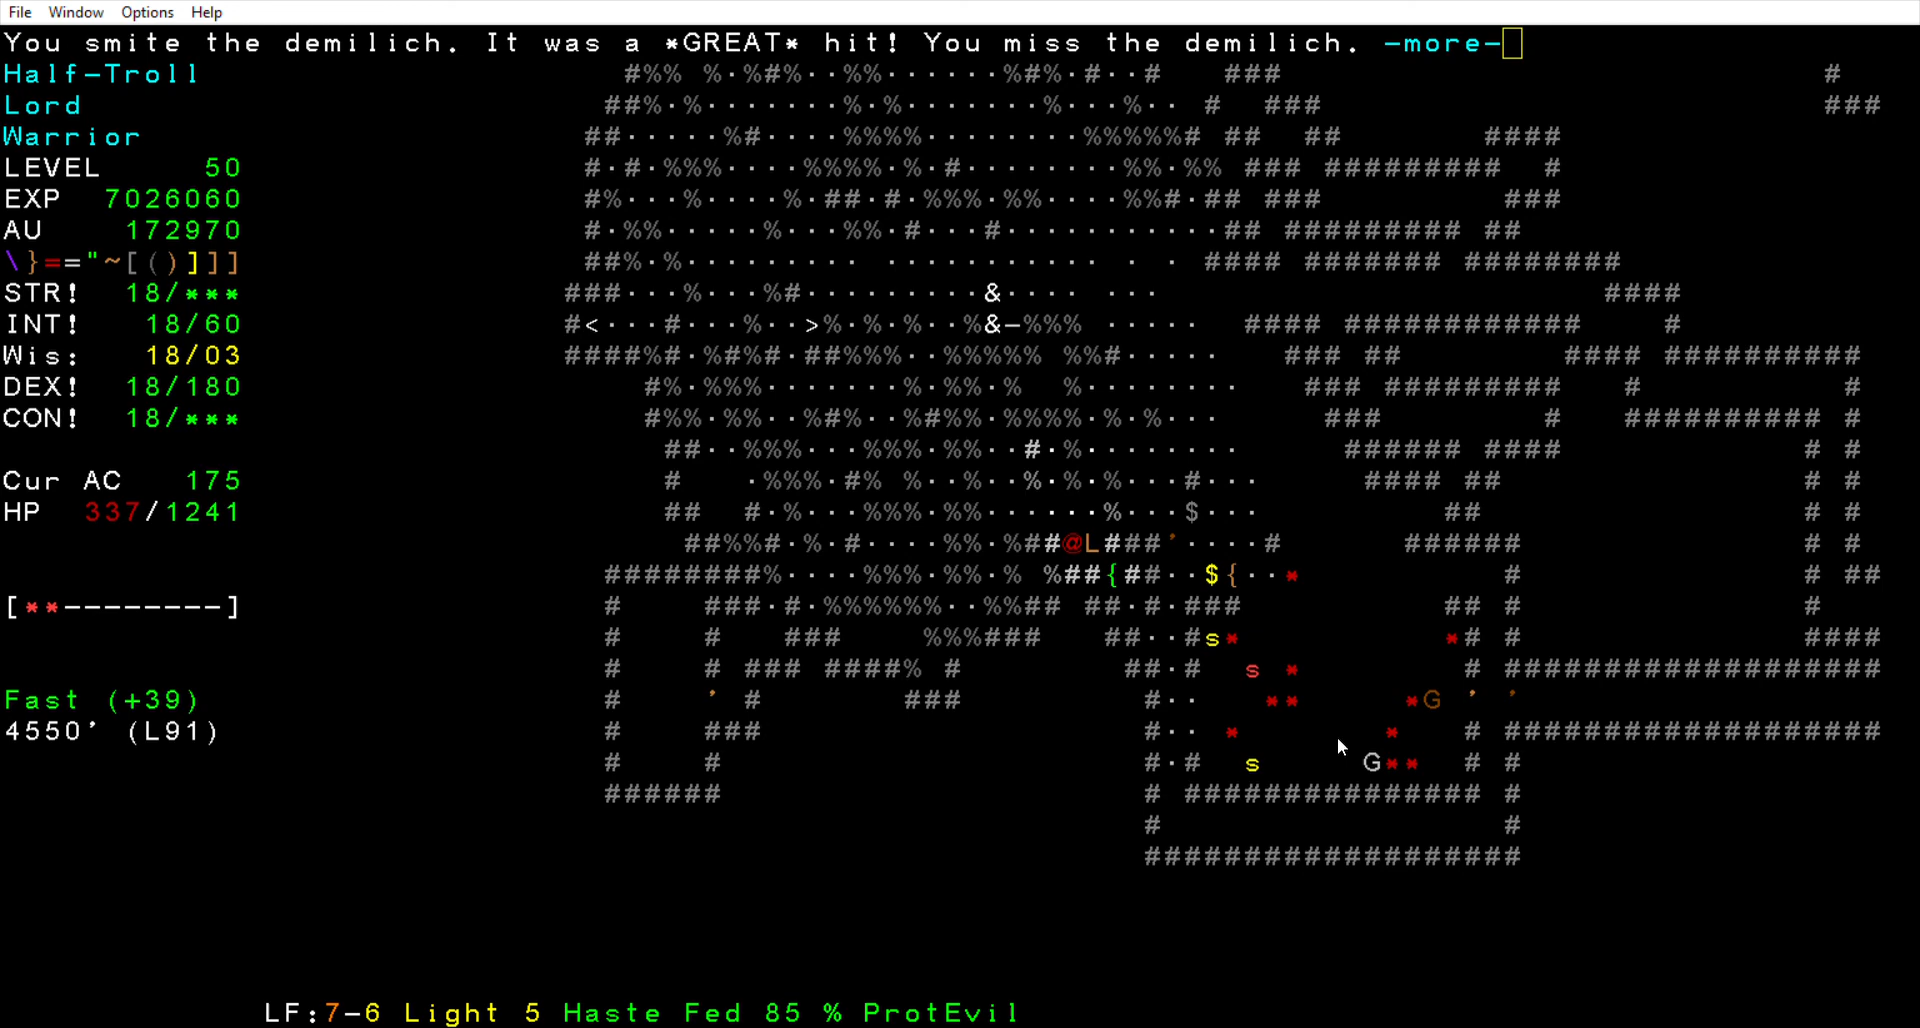 File Window Options Help
You smite the demilich. It was a *GREAT* hit! You miss the demilich. -more-
Half-Troll
Lord
Warrior
LEVEL 50
EXP 7026060
AU 172970
\}=="~[()]]]
STR! 18/***
INT! 18/60
Wis: 18/03
DEX! 18/180
CON! 18/***
Cur AC 175
HP 337/1241
[**--------]
Fast (+39)
4550' (L91)
LF:7-6 Light 5 Haste Fed 85 % ProtEvil